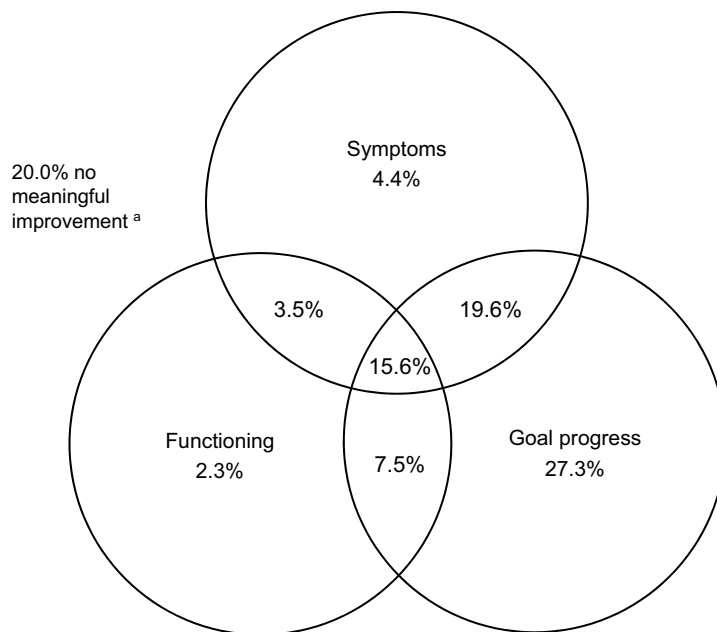 Symptoms
4.4%
20.0% no
meaningful
improvement a
3.5%
19.6%
15.6%
Functioning
2.3%
7.5%
Goal progress
27.3%